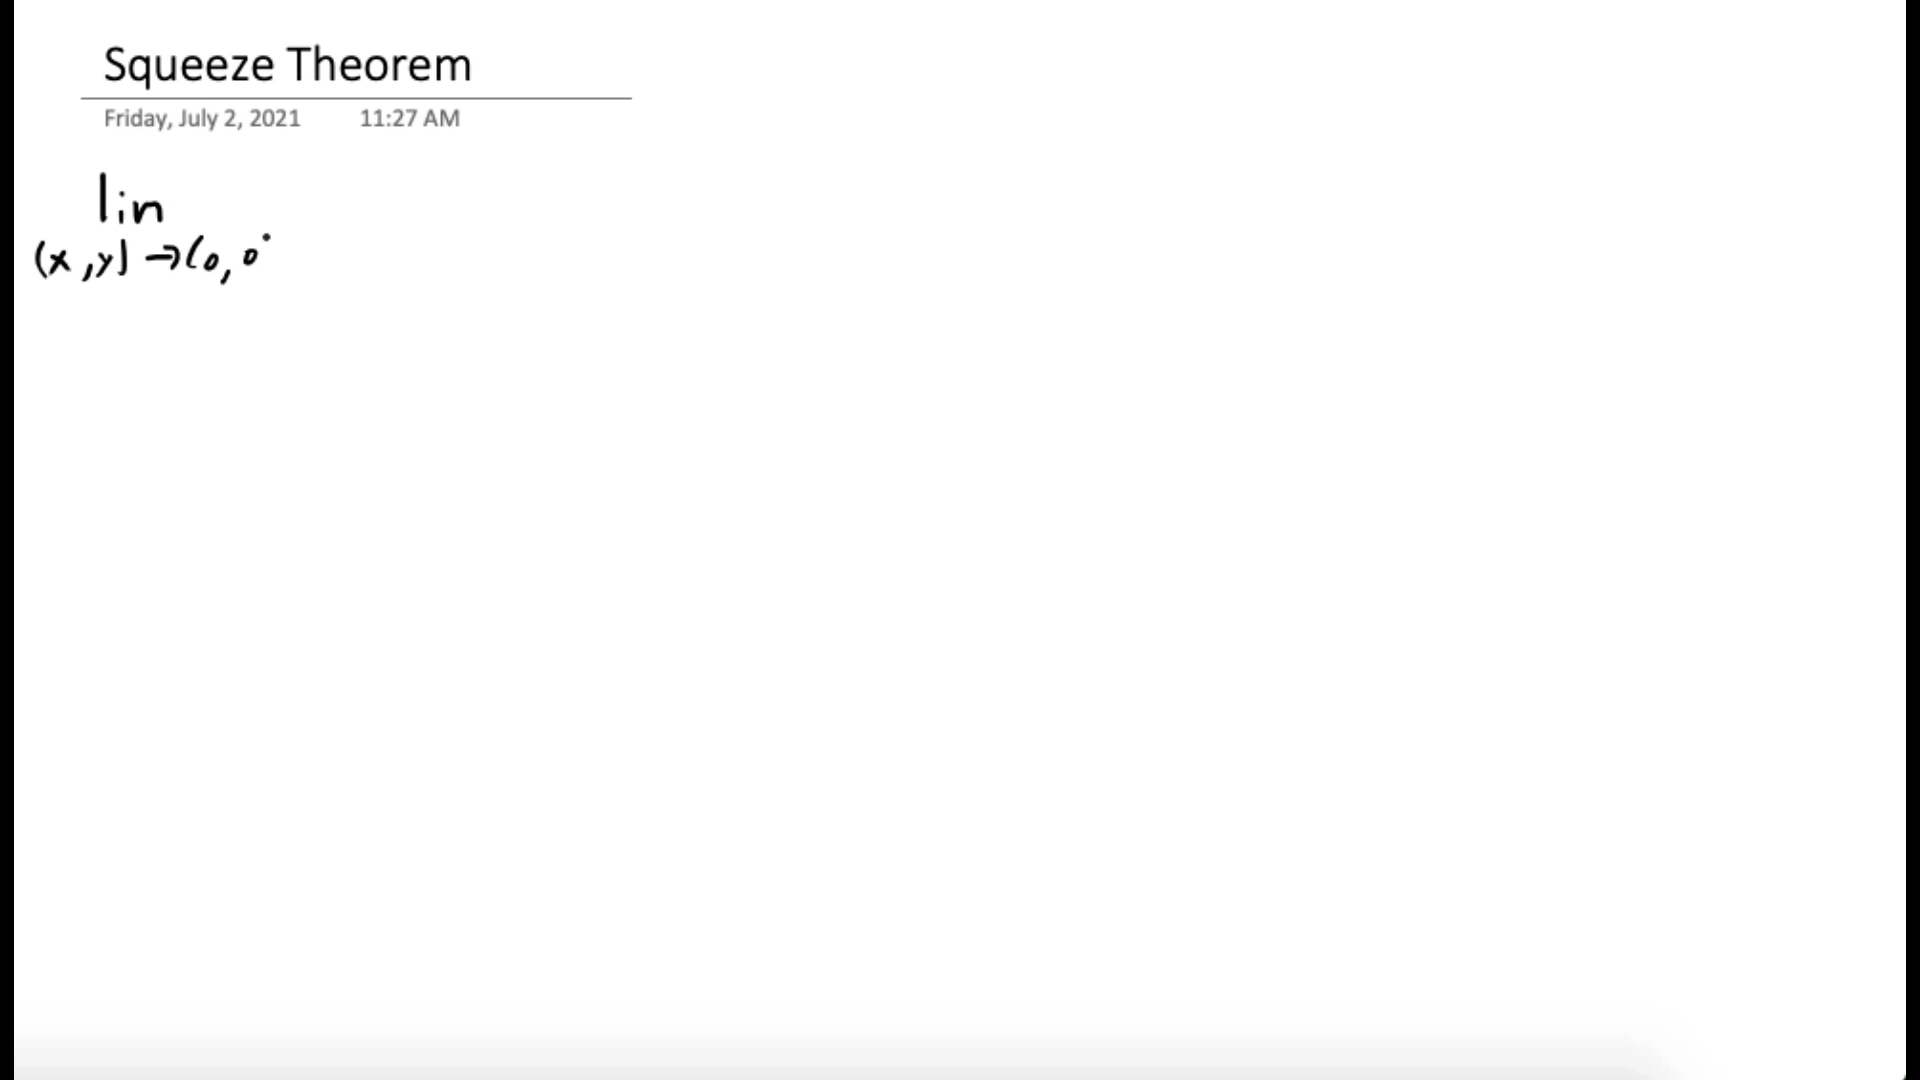 Squeeze Theorem
Friday, July 2, 2021 11:27 AM
lim
(x,y) → (0,0